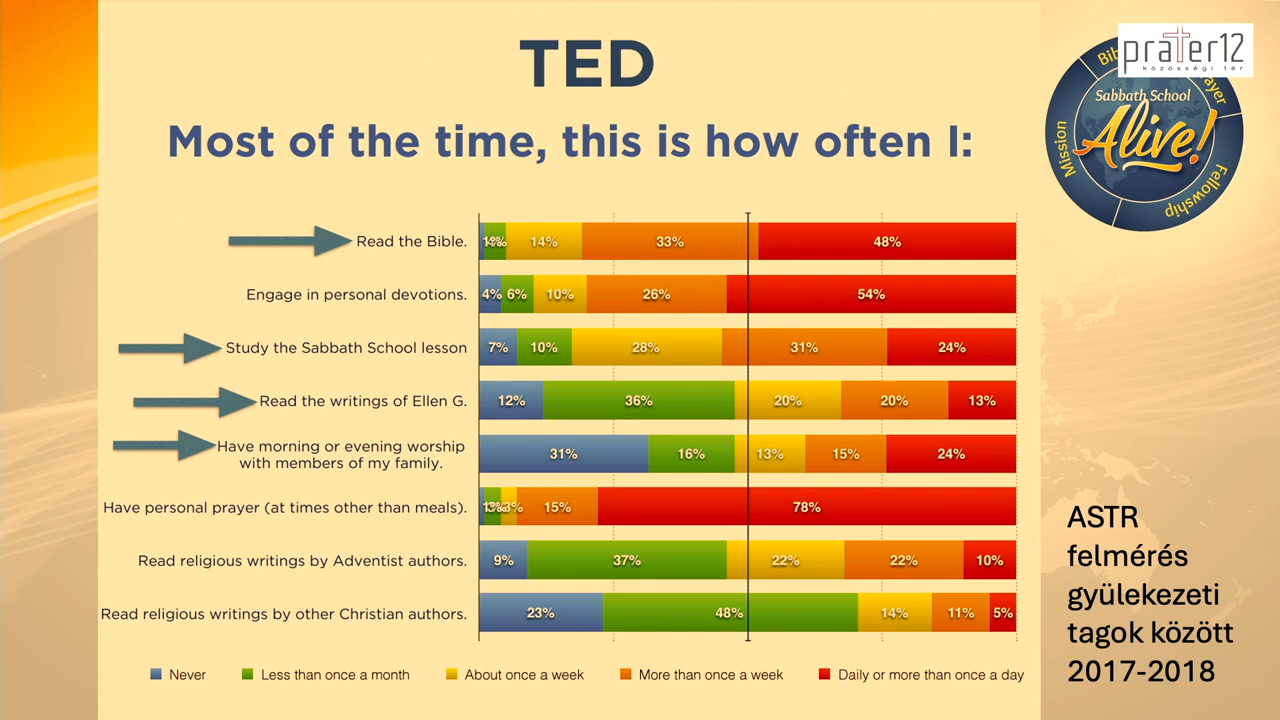 TED
Most of the time, this is how often I:
prater12
közösségi tér
Sabbath School
Alive!
Mission
Fellowship
Read the Bible. 14% 33% 48%
Engage in personal devotions. 4% 6% 10% 26% 54%
Study the Sabbath School lesson 7% 10% 28% 31% 24%
Read the writings of Ellen G. 12% 36% 20% 20% 13%
Have morning or evening worship
with members of my family. 31% 16% 13% 15% 24%
Have personal prayer (at times other than meals). 15% 78%
Read religious writings by Adventist authors. 9% 37% 22% 22% 10%
Read religious writings by other Christian authors. 23% 48% 14% 11% 5%
Never Less than once a month About once a week More than once a week Daily or more than once a day
ASTR
felmérés
gyülekezeti
tagok között
2017-2018